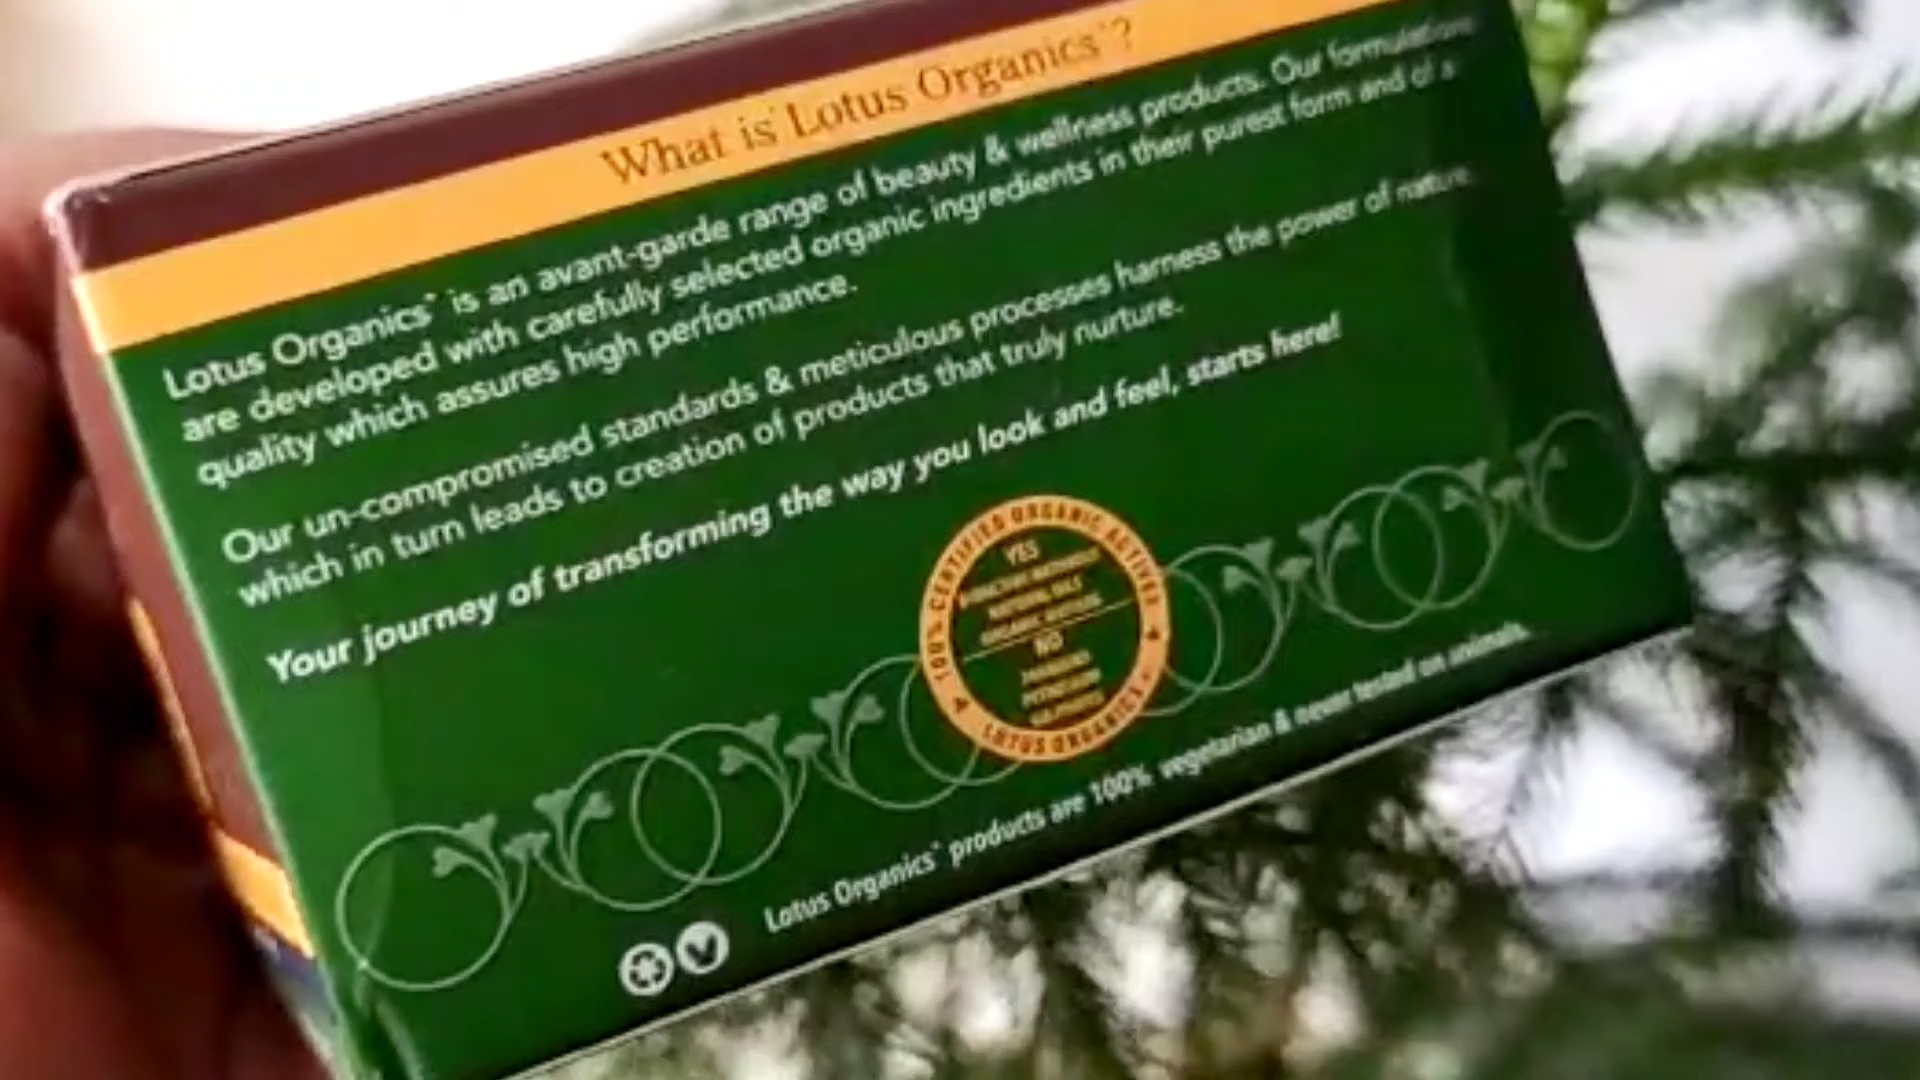 What is Lotus Organics?
Lotus Organics is an avant-garde range of beauty & wellness products. Our formulations
are developed with carefully selected organic ingredients in their purest form and of a
quality which assures high performance.
Our un-compromised standards & meticulous processes harness the power of nature,
which in turn leads to creation of products that truly nurture.
Your journey of transforming the way you look and feel, starts here!
100% CERTIFIED ORGANIC ACTIVES
YES
NO
LOTUS ORGANICS
Lotus Organics products are 100% vegetarian & never tested on animals.